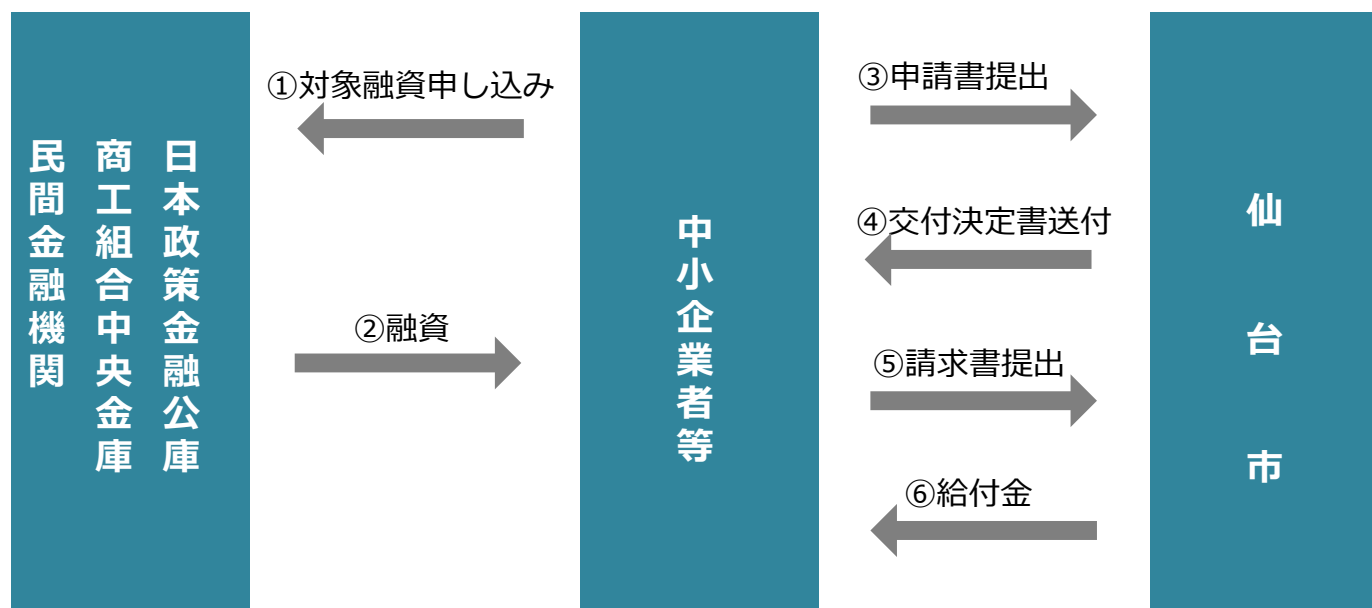 日本政策金融公庫
商工組合中央金庫
民間金融機関
①対象融資申し込み
②融資
中小企業者等
③申請書提出
④交付決定書送付
⑤請求書提出
⑥給付金
仙台市